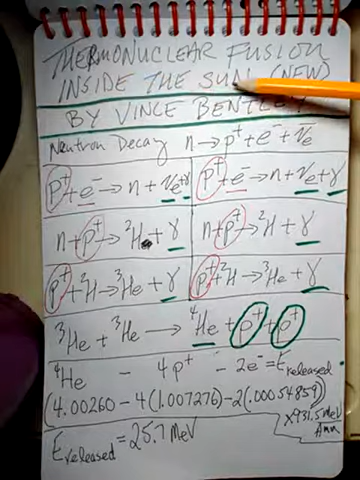 THERMONUCLEAR FUSION
INSIDE THE SUN (NEW)
BY VINCE BENTLEY
Neutron Decay n → p⁺ + e⁻ + ν̅e
p⁺ + e⁻ → n + νe + γ
p⁺ + e⁻ → n + νe + γ
n + p⁺ → ²H + γ
n + p⁺ → ²H + γ
p⁺ + ²H → ³He + γ
p⁺ + ²H → ³He + γ
³He + ³He → ⁴He + p⁺ + p⁺
⁴He - 4p⁺ - 2e⁻ = Ereleased
(4.00260 - 4(1.007276) - 2(.00054859)
x931.5 MeV
Amu
Ereleased = 25.7 MeV